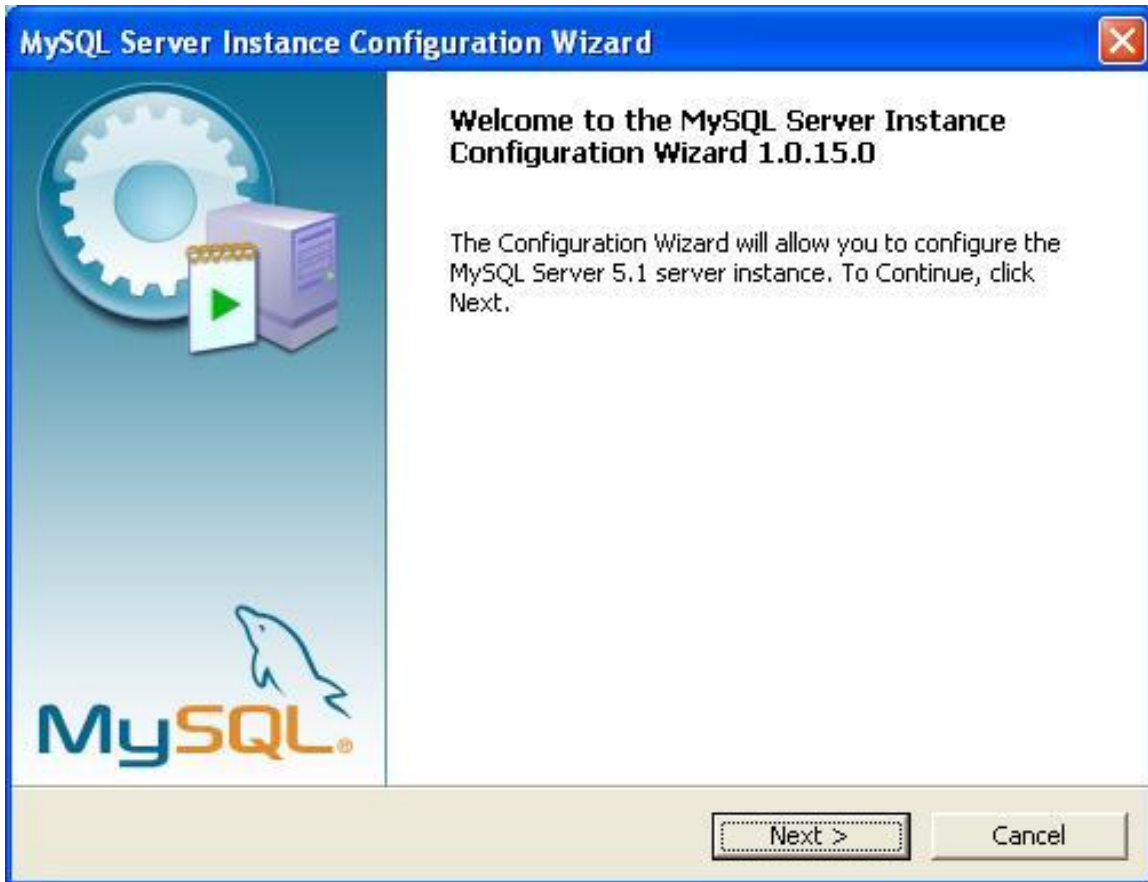 MySQL Server Instance Configuration Wizard
Welcome to the MySQL Server Instance
Configuration Wizard 1.0.15.0
The Configuration Wizard will allow you to configure the
MySQL Server 5.1 server instance. To Continue, click
Next.
MySQL®
Next >
Cancel